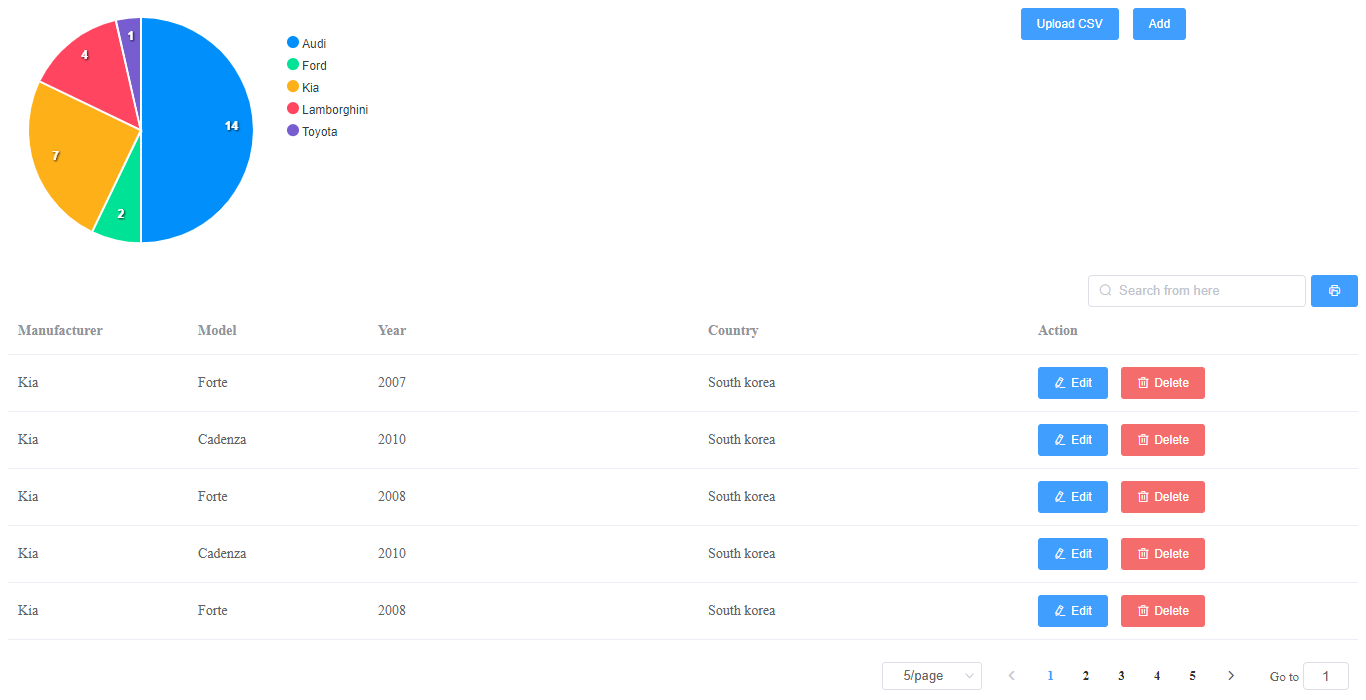 Upload CSV Add
1
4
14
7
2
Audi
Ford
Kia
Lamborghini
Toyota
Search from here
Manufacturer Model Year Country Action
Kia Forte 2007 South korea Edit Delete
Kia Cadenza 2010 South korea Edit Delete
Kia Forte 2008 South korea Edit Delete
Kia Cadenza 2010 South korea Edit Delete
Kia Forte 2008 South korea Edit Delete
5/page 1 2 3 4 5 Go to 1